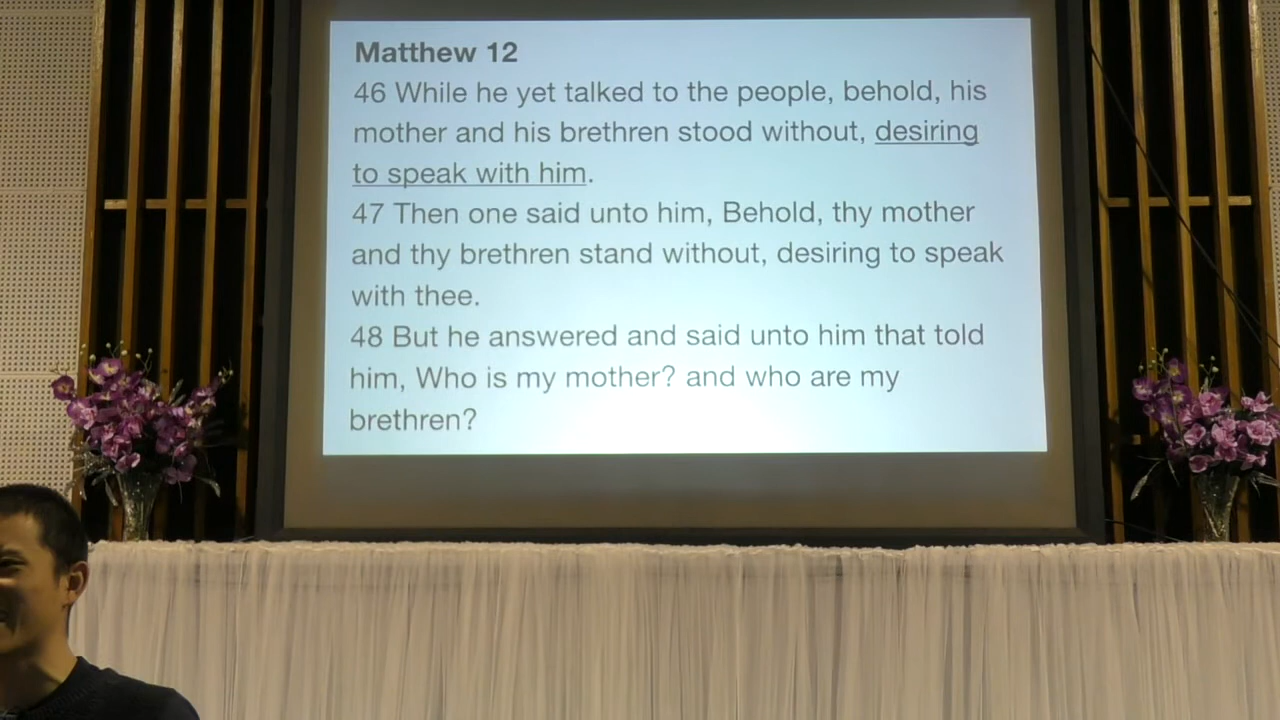 Matthew 12
46 While he yet talked to the people, behold, his
mother and his brethren stood without, desiring
to speak with him.
47 Then one said unto him, Behold, thy mother
and thy brethren stand without, desiring to speak
with thee.
48 But he answered and said unto him that told
him, Who is my mother? and who are my
brethren?